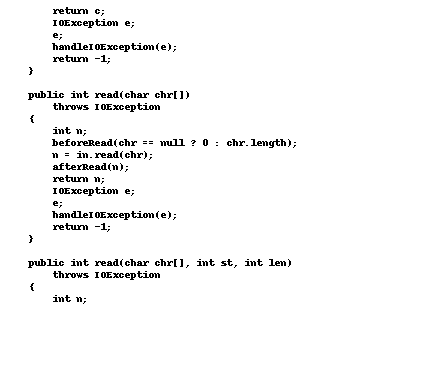 return c;
IOException e;
e;
handleIOException(e);
return -1;
}
public int read(char chr[])
throws IOException
{
int n;
beforeRead(chr == null ? 0 : chr.length);
n = in.read(chr);
afterRead(n);
return n;
IOException e;
e;
handleIOException(e);
return -1;
}
public int read(char chr[], int st, int len)
throws IOException
{
int n;